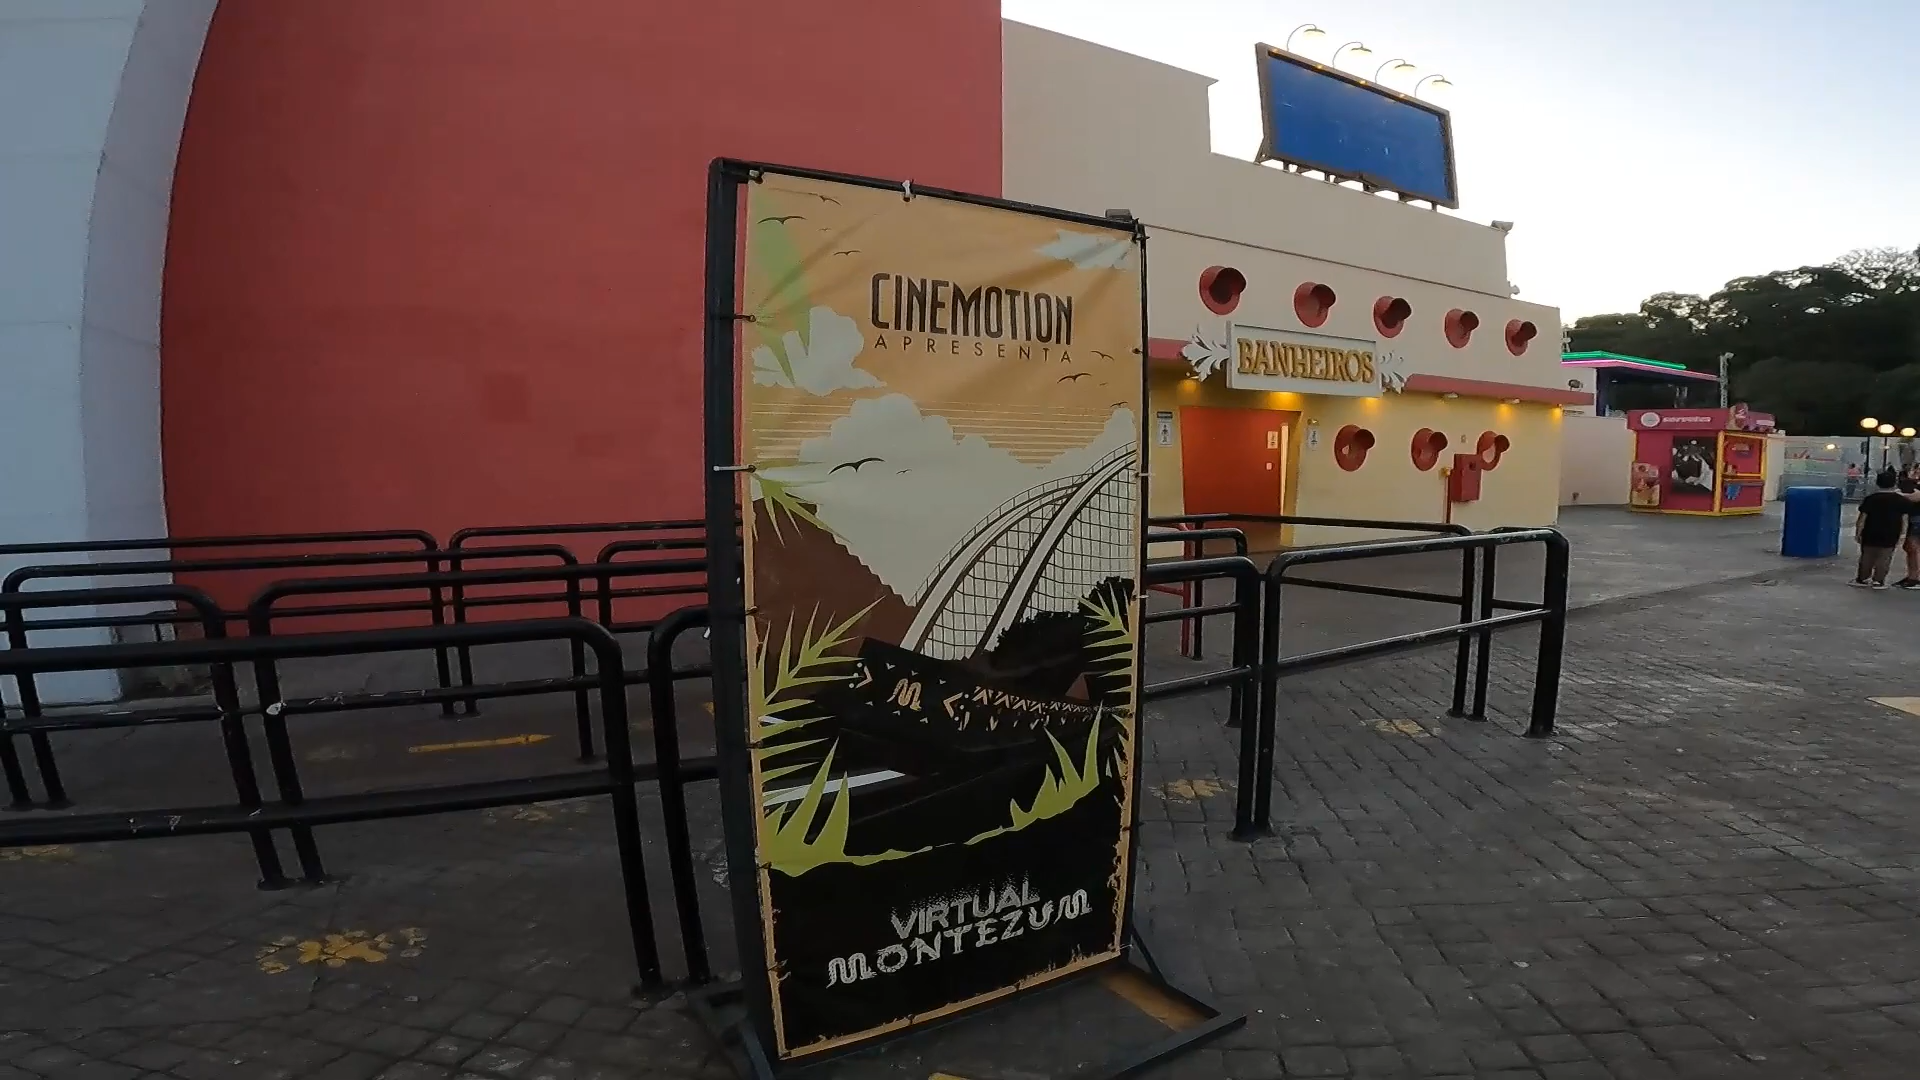 CINEMOTION
APRESENTA
VIRTUAL
MONTEZUM
BANHEIROS